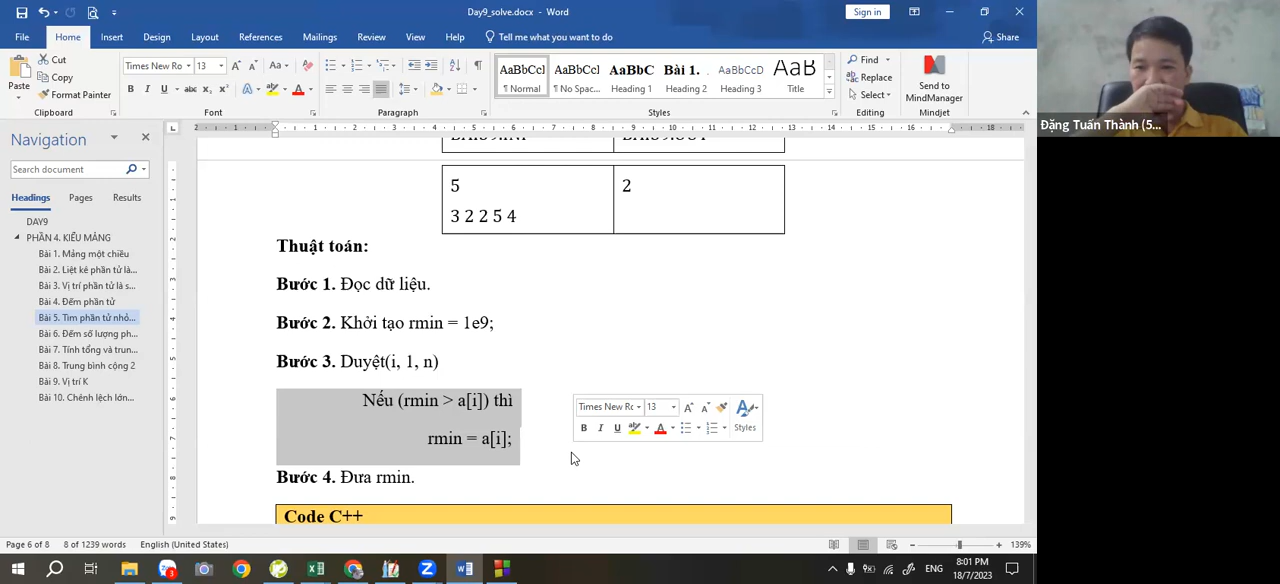 Day9_solve.docx - Word
Sign in
File
Home
Insert
Design
Layout
References
Mailings
Review
View
Help
Tell me what you want to do
Share
Paste
Cut
Copy
Format Painter
Clipboard
Times New Ro
13
Font
Paragraph
AaBbCcl
¶ Normal
AaBbCcl
¶ No Spac...
AaBbC
Heading 1
Bài 1.
Heading 2
AaBbCcD
Heading 3
AaB
Title
Styles
Find
Replace
Select
Editing
Send to
MindManager
Mindjet
Đặng Tuấn Thành (5...
Navigation
Search document
Headings
Pages
Results
DAY9
PHẦN 4. KIỂU MẢNG
Bài 1. Mảng một chiều
Bài 2. Liệt kê phần tử là...
Bài 3. Vị trí phần tử là s...
Bài 4. Đếm phần tử
Bài 5. Tìm phần tử nhỏ...
Bài 6. Đếm số lượng ph...
Bài 7. Tính tổng và trun...
Bài 8. Trung bình cộng 2
Bài 9. Vị trí K
Bài 10. Chênh lệch lớn...
5 2
3 2 2 5 4
Thuật toán:
Bước 1. Đọc dữ liệu.
Bước 2. Khởi tạo rmin = 1e9;
Bước 3. Duyệt(i, 1, n)
Nếu (rmin > a[i]) thì
rmin = a[i];
Bước 4. Đưa rmin.
Code C++
Times New Ro
13
Styles
Page 6 of 8
8 of 1239 words
English (United States)
139%
ENG
8:01 PM
18/7/2023